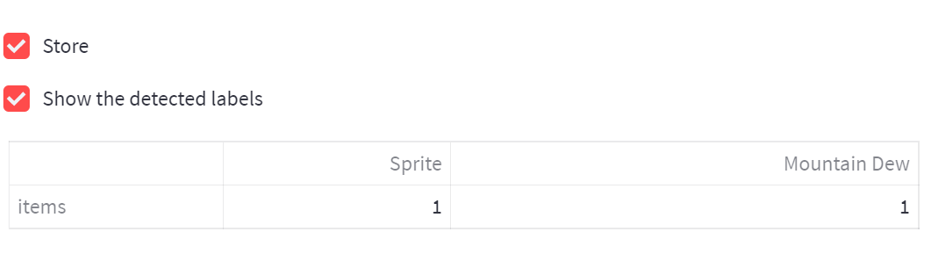 Store
Show the detected labels
Sprite Mountain Dew
items 1 1